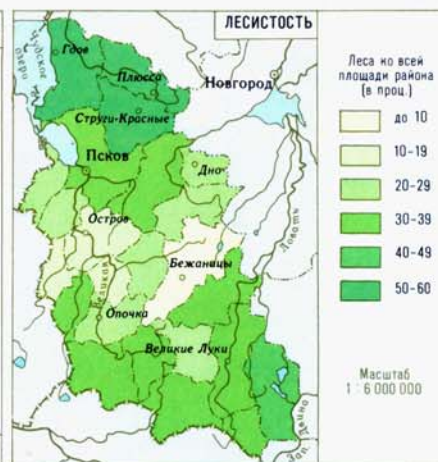 ЛЕСИСТОСТЬ
Чудское
озеро
Гдов
Плюсса
Новгород
Струги-Красные
Псков
Дно
Остров
Ловать
Бежаницы
Великая
Опочка
Великие Луки
Зап. Двина
Леса ко всей
площади района
(в проц.)
до 10
10-19
20-29
30-39
40-49
50-60
Масштаб
1 : 6 000 000